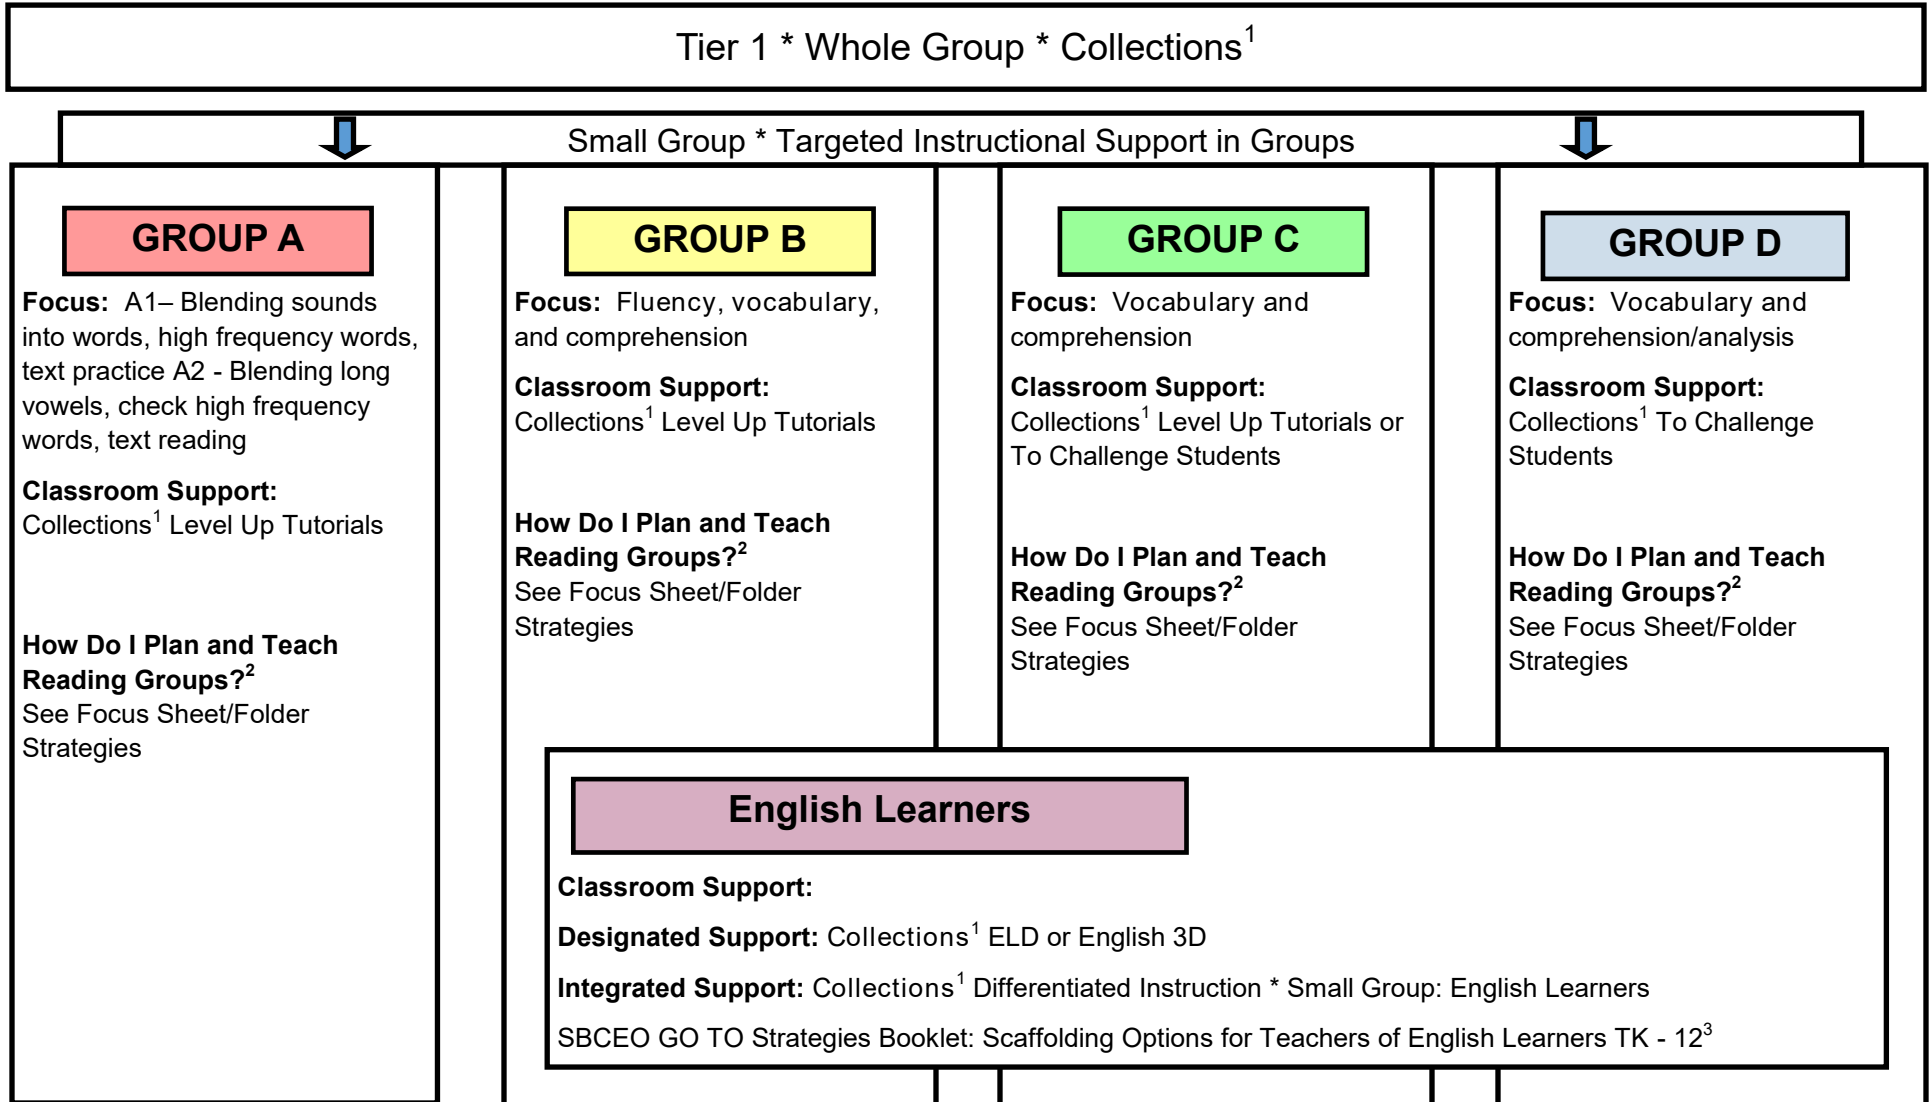 Tier 1 * Whole Group * Collections¹
Small Group * Targeted Instructional Support in Groups
GROUP A
Focus: A1– Blending sounds
into words, high frequency words,
text practice A2 - Blending long
vowels, check high frequency
words, text reading
Classroom Support:
Collections¹ Level Up Tutorials
How Do I Plan and Teach
Reading Groups?²
See Focus Sheet/Folder
Strategies
GROUP B
Focus: Fluency, vocabulary,
and comprehension
Classroom Support:
Collections¹ Level Up Tutorials
How Do I Plan and Teach
Reading Groups?²
See Focus Sheet/Folder
Strategies
GROUP C
Focus: Vocabulary and
comprehension
Classroom Support:
Collections¹ Level Up Tutorials or
To Challenge Students
How Do I Plan and Teach
Reading Groups?²
See Focus Sheet/Folder
Strategies
GROUP D
Focus: Vocabulary and
comprehension/analysis
Classroom Support:
Collections¹ To Challenge
Students
How Do I Plan and Teach
Reading Groups?²
See Focus Sheet/Folder
Strategies
English Learners
Classroom Support:
Designated Support: Collections¹ ELD or English 3D
Integrated Support: Collections¹ Differentiated Instruction * Small Group: English Learners
SBCEO GO TO Strategies Booklet: Scaffolding Options for Teachers of English Learners TK - 12³